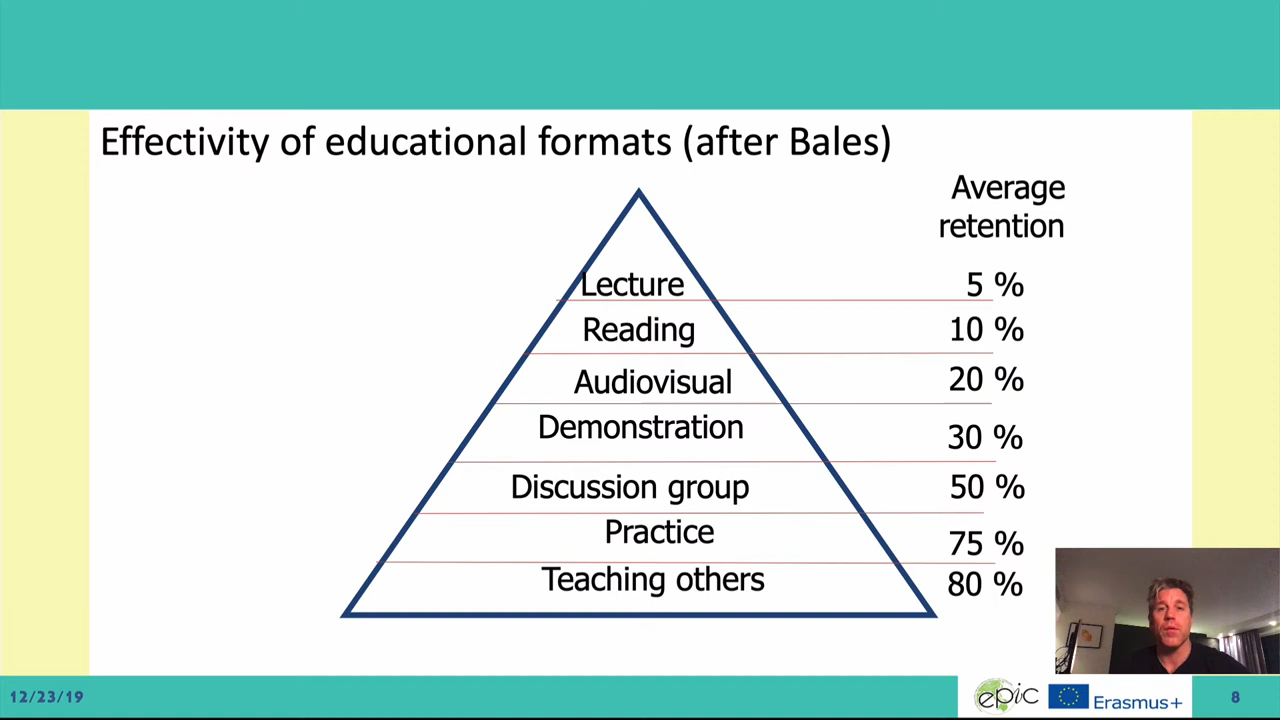 Effectivity of educational formats (after Bales)
Average
retention
Lecture 5 %
Reading 10 %
Audiovisual 20 %
Demonstration 30 %
Discussion group 50 %
Practice 75 %
Teaching others 80 %
12/23/19
epic
Erasmus+
8